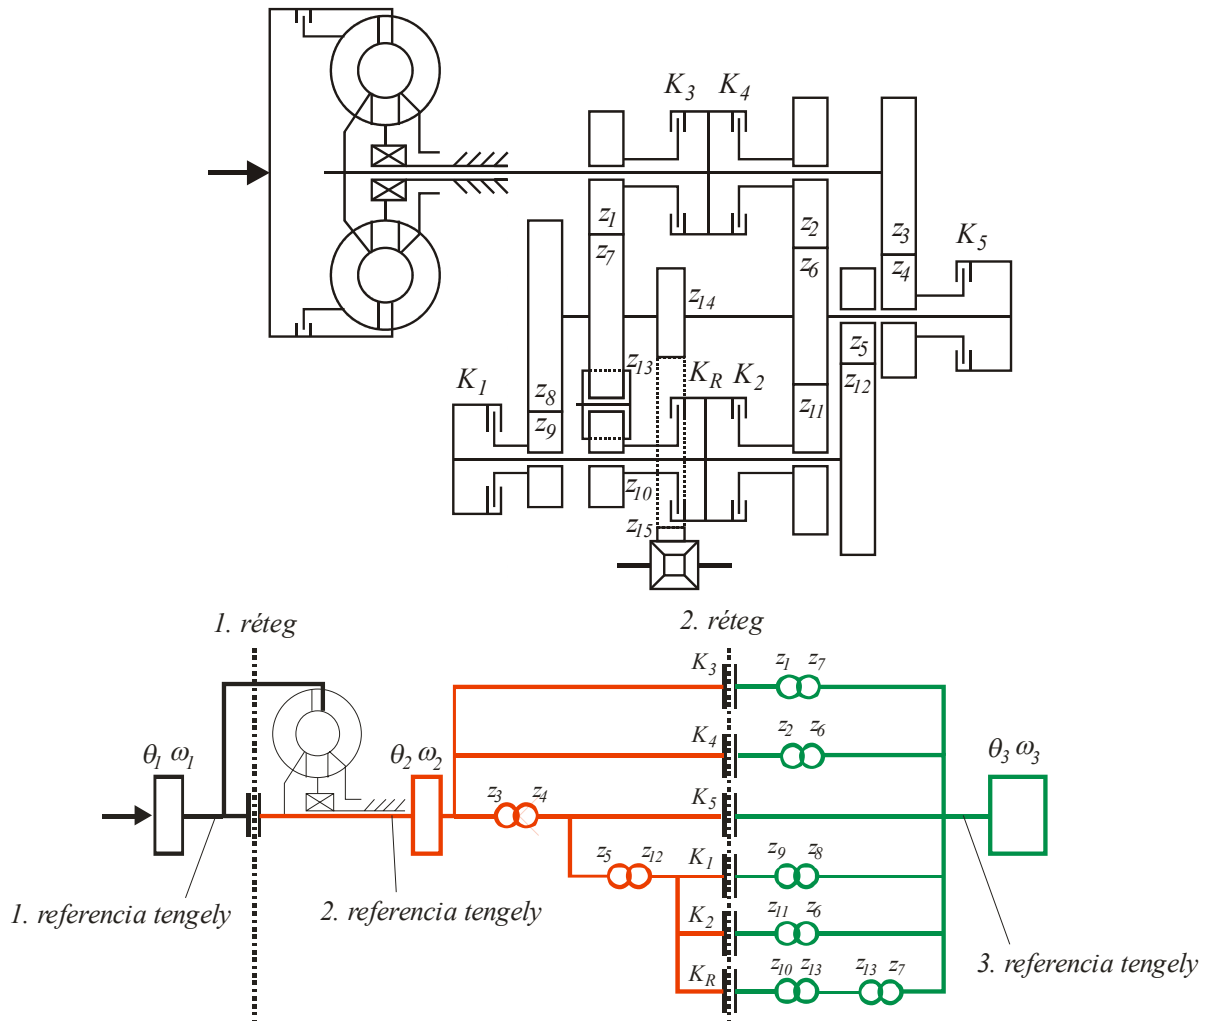 K3 K4
z1 z2 z3 K5
z7 z6 z4
z14
z5
z13 KR K2 z12
K1 z8 z11
z9
z10
z15
1. réteg 2. réteg
K3 z1 z7
K4 z2 z6
θ1 ω1 θ2 ω2 θ3 ω3
z3 z4 K5
z5 z12 K1 z9 z8
1. referencia tengely 2. referencia tengely K2 z11 z6
3. referencia tengely
KR z10 z13 z13 z7